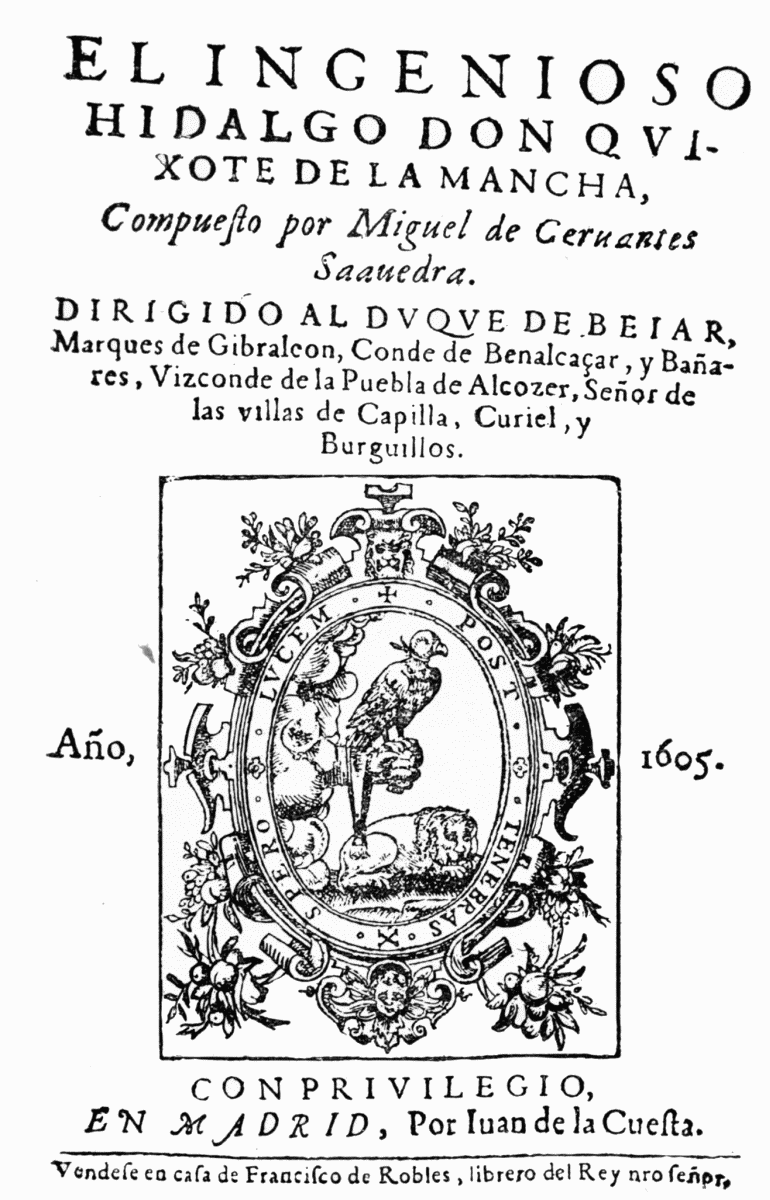 EL INGENIOSO
HIDALGO DON QVI-
XOTE DE LA MANCHA,
Compueſto por Miguel de Ceruantes
Saauedra.
DIRIGIDO AL DVQVE DE BEIAR,
Marques de Gibraleon, Conde de Benalcaçar, y Baña-
res, Vizconde de la Puebla de Alcozer, Señor de
las villas de Capilla, Curiel, y
Burguillos.
SPERO · LVCEM · POST · TENEBRAS
Año, 1605.
CON PRIVILEGIO,
EN MADRID, Por Iuan de la Cueſta.
Vendeſe en caſa de Franciſco de Robles, librero del Rey nro ſeñor,